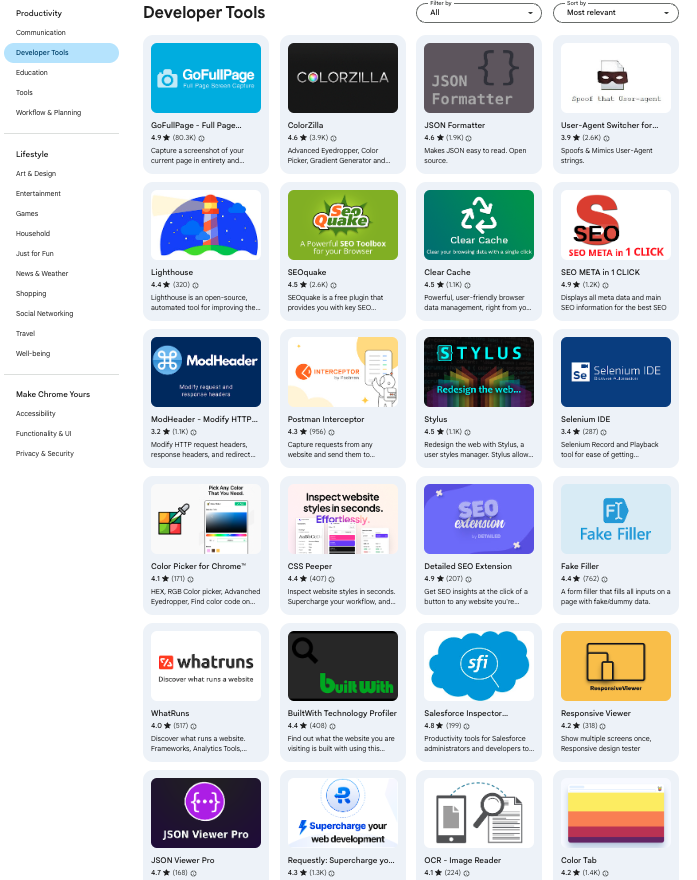 Productivity
Communication
Developer Tools
Education
Tools
Workflow & Planning
Lifestyle
Art & Design
Entertainment
Games
Household
Just for Fun
News & Weather
Shopping
Social Networking
Travel
Well-being
Make Chrome Yours
Accessibility
Functionality & UI
Privacy & Security
Developer Tools
Filter by
All
Sort by
Most relevant
GoFullPage
Full Page Screen Capture
GoFullPage - Full Page...
4.9 ★ (80.3K)
Capture a screenshot of your
current page in entirety and...
COLORZILLA
ColorZilla
4.6 ★ (3.9K)
Advanced Eyedropper, Color
Picker, Gradient Generator and...
{}
JSON
Formatter
JSON Formatter
4.6 ★ (1.9K)
Makes JSON easy to read. Open
source.
Spoof that User-agent
User-Agent Switcher for...
3.9 ★ (2.6K)
Spoofs & Mimics User-Agent
strings.
Lighthouse
4.4 ★ (320)
Lighthouse is an open-source,
automated tool for improving the...
Seo
Quake
A Powerful SEO Toolbox
for your Browser
SEOquake
4.5 ★ (2.6K)
SEOquake is a free plugin that
provides you with key SEO...
Clear Cache
Clear your browsing data with a single click
Clear Cache
4.5 ★ (1.1K)
Powerful, user-friendly browser
data management, right from yo...
S
SEO
SEO META in 1 CLICK
SEO META in 1 CLICK
4.9 ★ (1.2K)
Displays all meta data and main
SEO information for the best SEO
ModHeader
Modify request and
response headers
ModHeader - Modify HTTP...
3.2 ★ (1.1K)
Modify HTTP request headers,
response headers, and redirect...
INTERCEPTOR
by Postman
Postman Interceptor
4.3 ★ (956)
Capture requests from any
website and send them to...
S STYLUS
Redesign the web...
Stylus
4.5 ★ (1.1K)
Redesign the web with Stylus, a
user styles manager. Stylus allow...
Se
Selenium IDE
Selenium IDE
3.4 ★ (287)
Selenium Record and Playback
tool for ease of getting...
Pick Any Color
That You Need.
Color Picker for Chrome™
4.1 ★ (171)
HEX, RGB Color picker, Advanced
Eyedropper, Find color code on...
Inspect website
styles in seconds.
Effortlessly.
CSS Peeper
4.4 ★ (407)
Inspect website styles in seconds.
Supercharge your workflow, and...
SEO
extension
by DETAILED
Detailed SEO Extension
4.9 ★ (207)
Get SEO insights at the click of a
button to any website you're...
F
Fake Filler
Fake Filler
4.4 ★ (762)
A form filler that fills all inputs on a
page with fake/dummy data.
whatruns
Discover what runs a website
WhatRuns
4.0 ★ (517)
Discover what runs a website.
Frameworks, Analytics Tools,...
built With
BuiltWith Technology Profiler
4.4 ★ (408)
Find out what the website you are
visiting is built with using this...
sfi
Salesforce Inspector...
4.8 ★ (199)
Productivity tools for Salesforce
administrators and developers to...
ResponsiveViewer
Responsive Viewer
4.2 ★ (318)
Show multiple screens once,
Responsive design tester
{···}
JSON Viewer Pro
JSON Viewer Pro
4.7 ★ (168)
Supercharge your
web development
Requestly: Supercharge yo...
4.3 ★ (1.3K)
OCR - Image Reader
4.1 ★ (224)
Color Tab
4.2 ★ (1.4K)